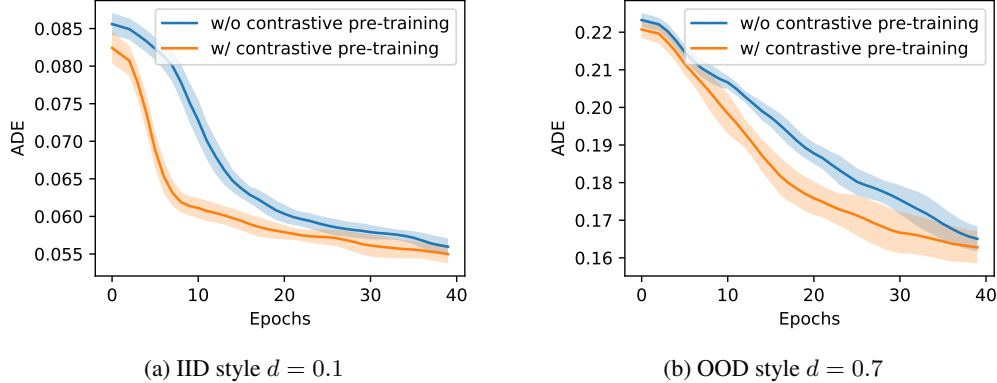 w/o contrastive pre-training
w/ contrastive pre-training
0.085
0.080
0.075
0.070
0.065
0.060
0.055
ADE
0 10 20 30 40
Epochs
(a) IID style d = 0.1
w/o contrastive pre-training
w/ contrastive pre-training
0.22
0.21
0.20
0.19
0.18
0.17
0.16
ADE
0 10 20 30 40
Epochs
(b) OOD style d = 0.7